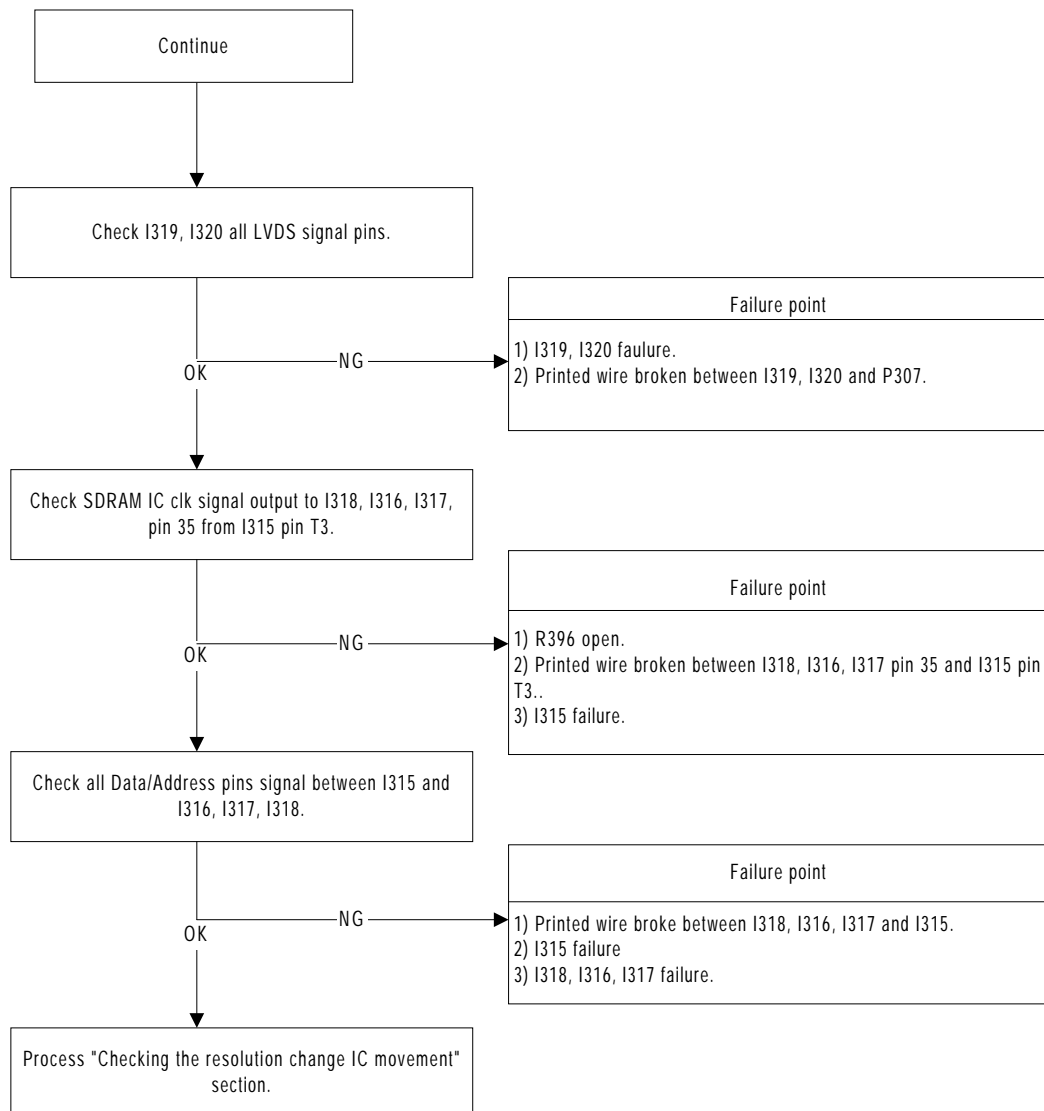 Continue
Check I319, I320 all LVDS signal pins.
Failure point
NG
1) I319, I320 faulure.
OK
2) Printed wire broken between I319, I320 and P307.
Check SDRAM IC clk signal output to I318, I316, I317,
pin 35 from I315 pin T3.
Failure point
NG
1) R396 open.
OK
2) Printed wire broken between I318, I316, I317 pin 35 and I315 pin
T3..
3) I315 failure.
Check all Data/Address pins signal between I315 and
I316, I317, I318.
Failure point
NG
1) Printed wire broke between I318, I316, I317 and I315.
OK
2) I315 failure
3) I318, I316, I317 failure.
Process "Checking the resolution change IC movement"
section.